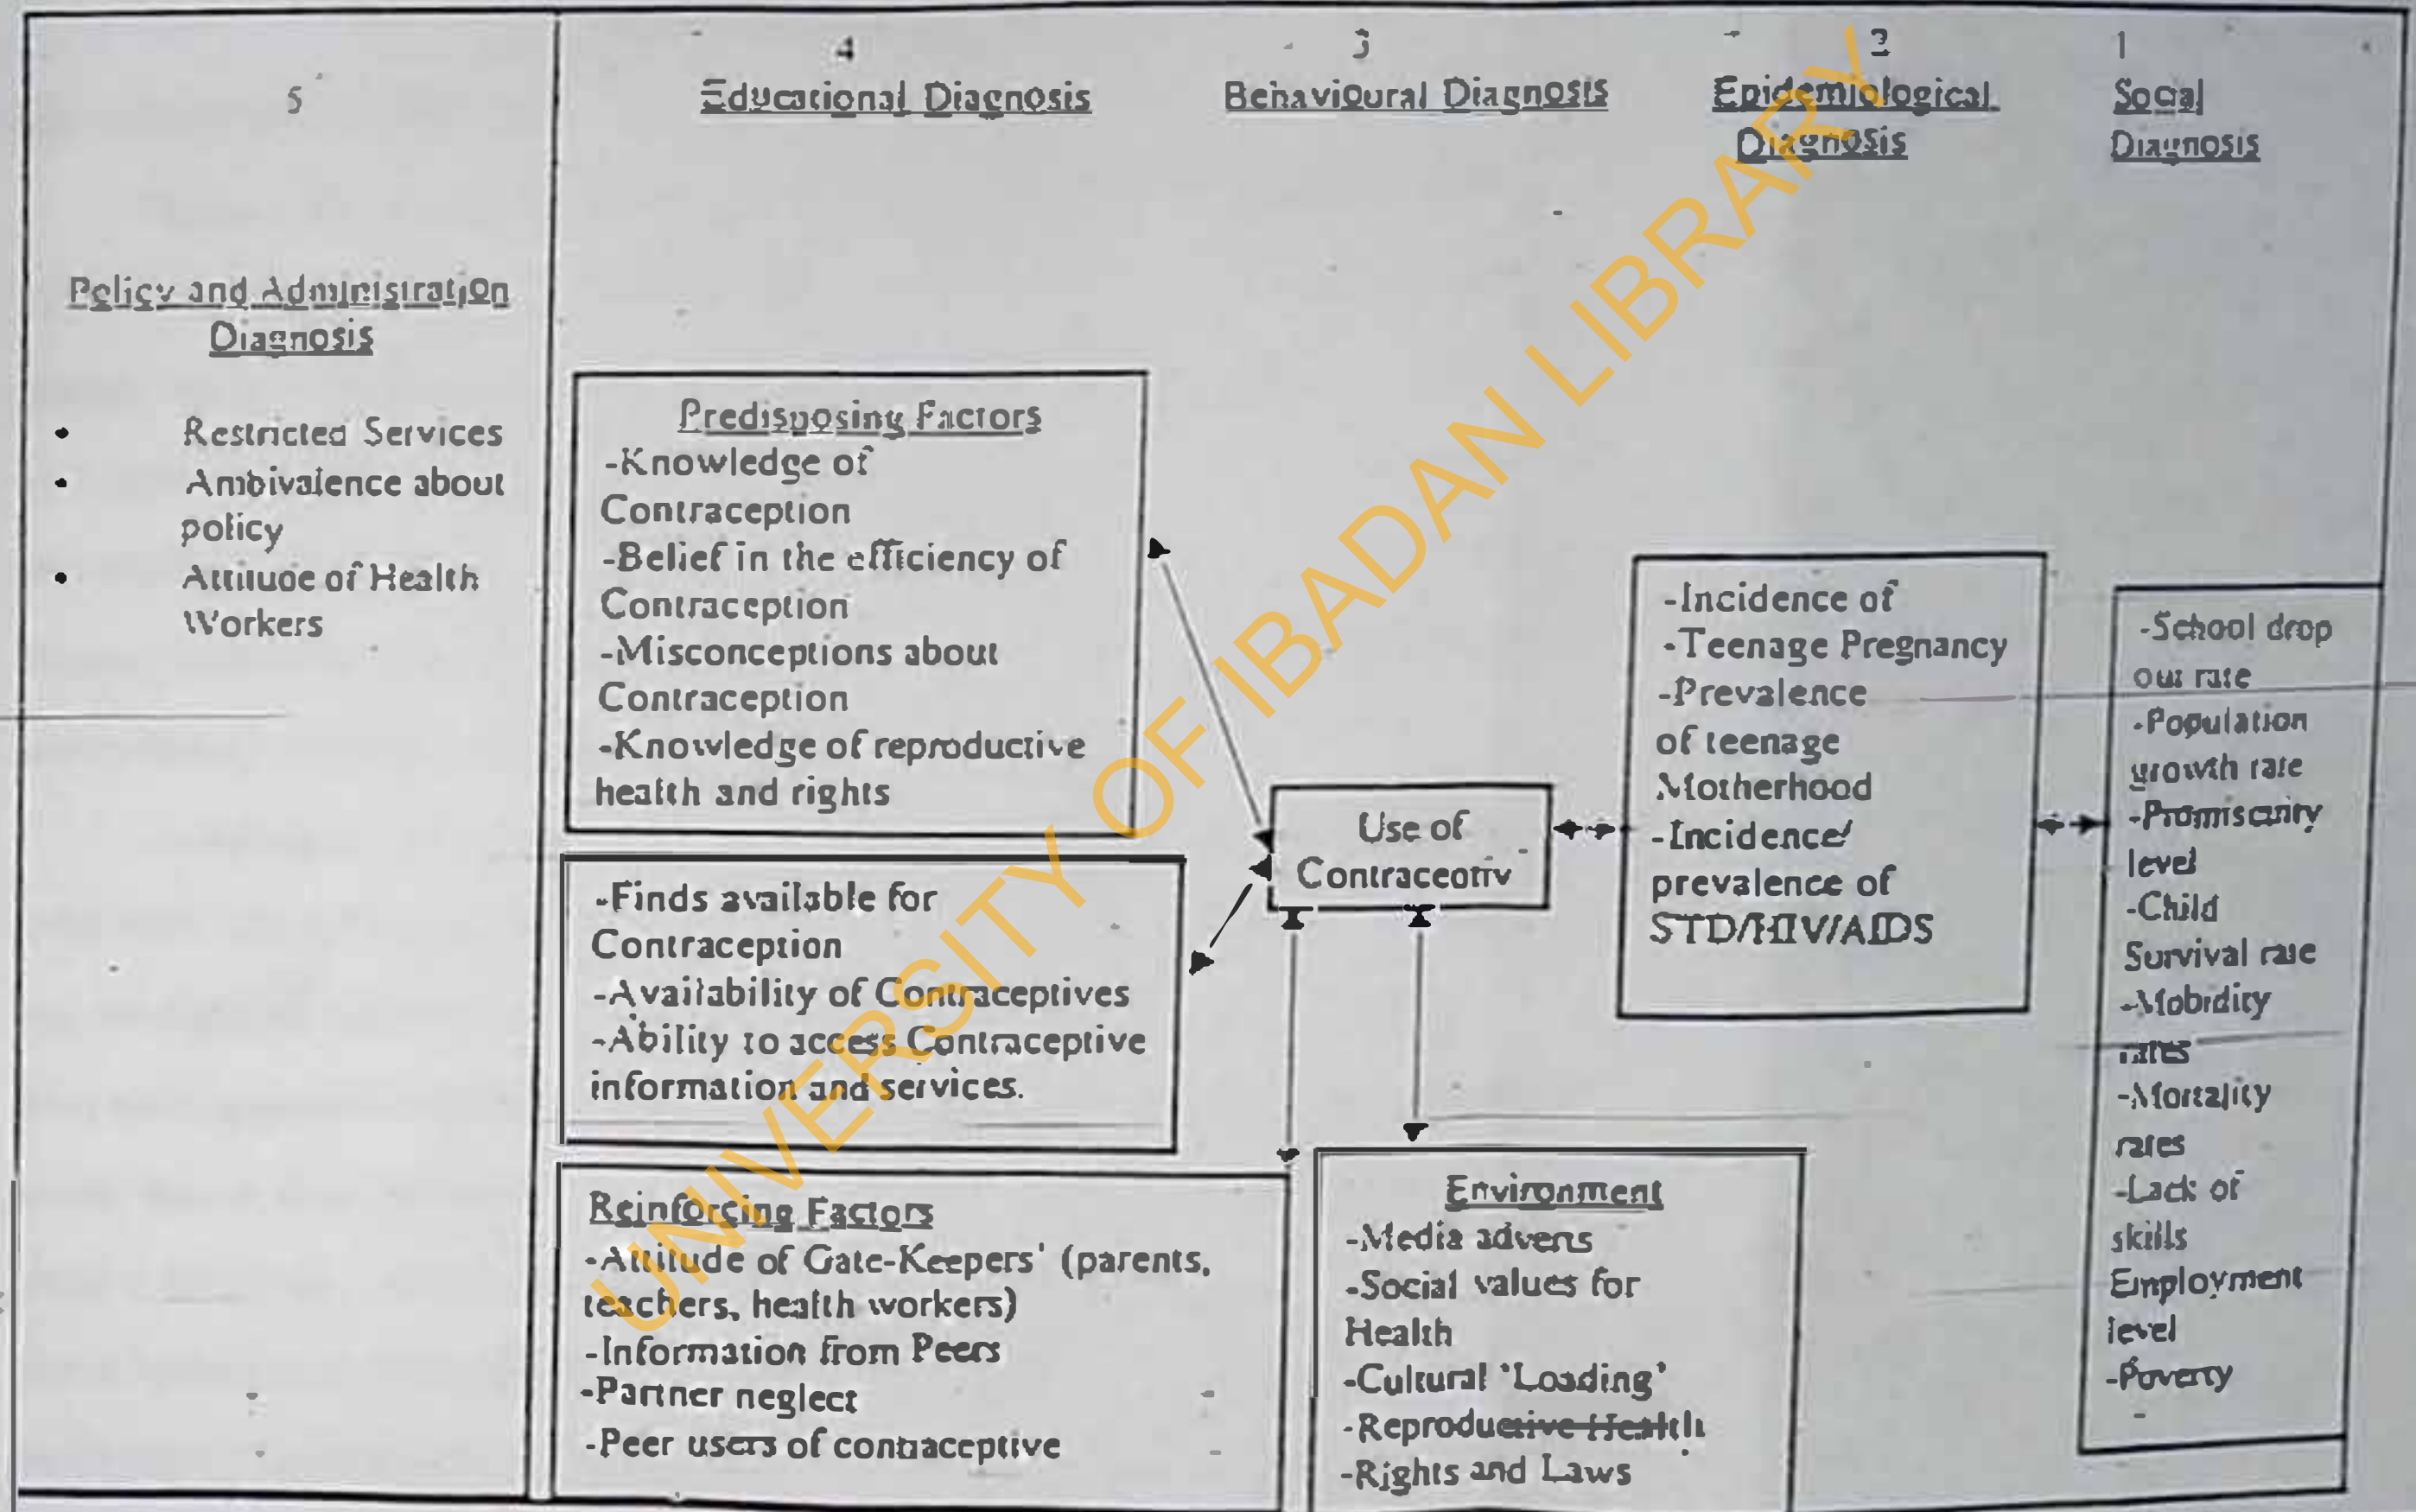 5
Policy and Administration
Diagnosis
• Restricted Services
• Ambivalence about
policy
• Attitude of Health
Workers
4
Educational Diagnosis
Predisposing Factors
-Knowledge of
Contraception
-Belief in the efficiency of
Contraception
-Misconceptions about
Contraception
-Knowledge of reproductive
health and rights
-Finds available for
Contraception
-Availability of Contraceptives
-Ability to access Contraceptive
information and services.
Reinforcing Factors
-Attitude of Gate-Keepers' (parents,
teachers, health workers)
-Information from Peers
-Partner neglect
-Peer users of contraceptive
3
Behavioural Diagnosis
Use of
Contraceptiv
Environment
-Media adverts
-Social values for
Health
-Cultural 'Loading'
-Reproductive Health
-Rights and Laws
2
Epidemiological
Diagnosis
-Incidence of
-Teenage Pregnancy
-Prevalence
of teenage
Motherhood
-Incidence/
prevalence of
STD/HIV/AIDS
1
Social
Diagnosis
-School drop
our rate
-Population
growth rate
-Promiscuity
level
-Child
Survival rate
-Mobidity
rates
-Mortality
rates
-Lack of
skills
Employment
level
-Poverty
UNIVERSITY OF IBADAN LIBRARY